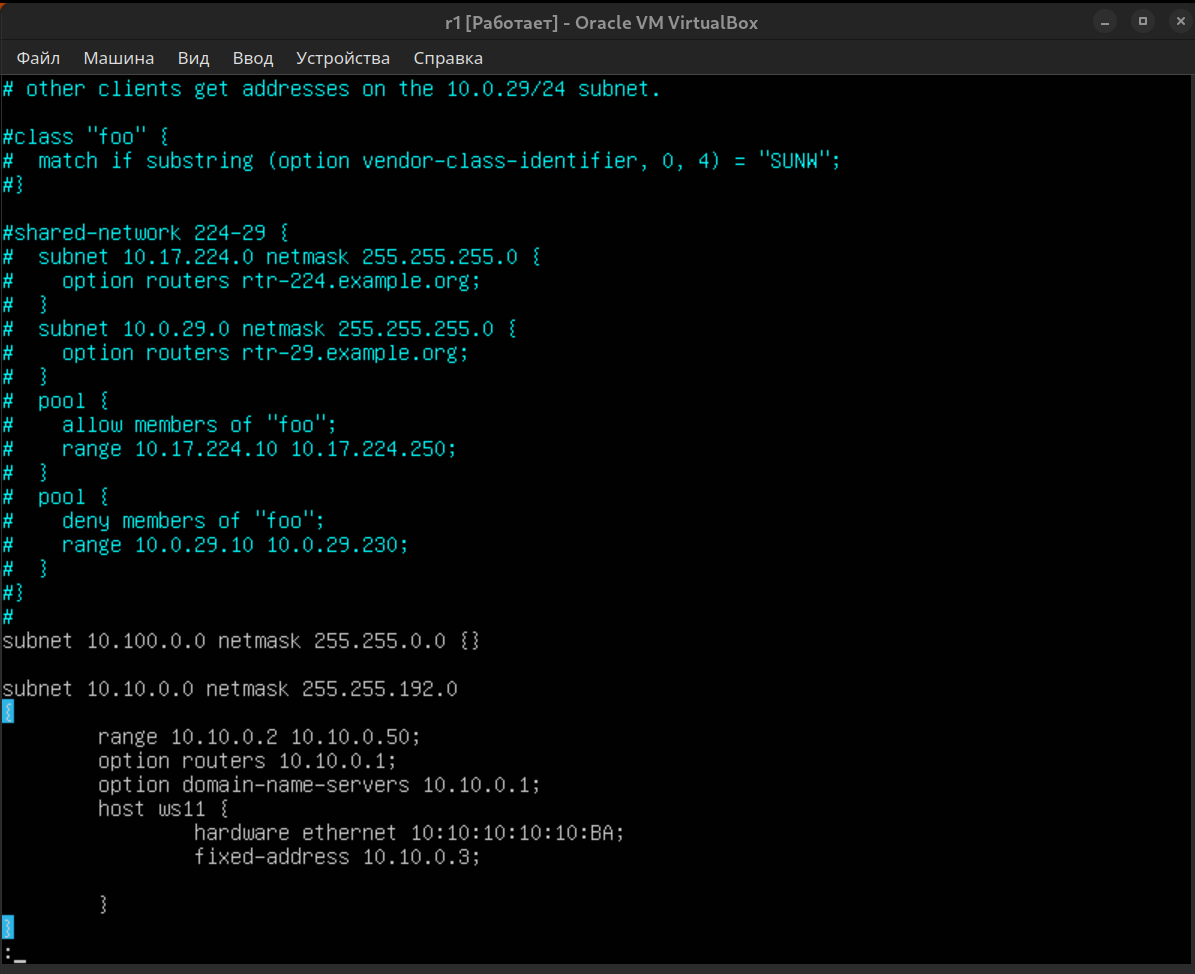 r1 [Работает] - Oracle VM VirtualBox
Файл Машина Вид Ввод Устройства Справка
# other clients get addresses on the 10.0.29/24 subnet.
#class "foo" {
#  match if substring (option vendor-class-identifier, 0, 4) = "SUNW";
#}
#shared-network 224-29 {
#  subnet 10.17.224.0 netmask 255.255.255.0 {
#    option routers rtr-224.example.org;
#  }
#  subnet 10.0.29.0 netmask 255.255.255.0 {
#    option routers rtr-29.example.org;
#  }
#  pool {
#    allow members of "foo";
#    range 10.17.224.10 10.17.224.250;
#  }
#  pool {
#    deny members of "foo";
#    range 10.0.29.10 10.0.29.230;
#  }
#}
#
subnet 10.100.0.0 netmask 255.255.0.0 {}
subnet 10.10.0.0 netmask 255.255.192.0
{
        range 10.10.0.2 10.10.0.50;
        option routers 10.10.0.1;
        option domain-name-servers 10.10.0.1;
        host ws11 {
                hardware ethernet 10:10:10:10:10:BA;
                fixed-address 10.10.0.3;
        }
}
:_